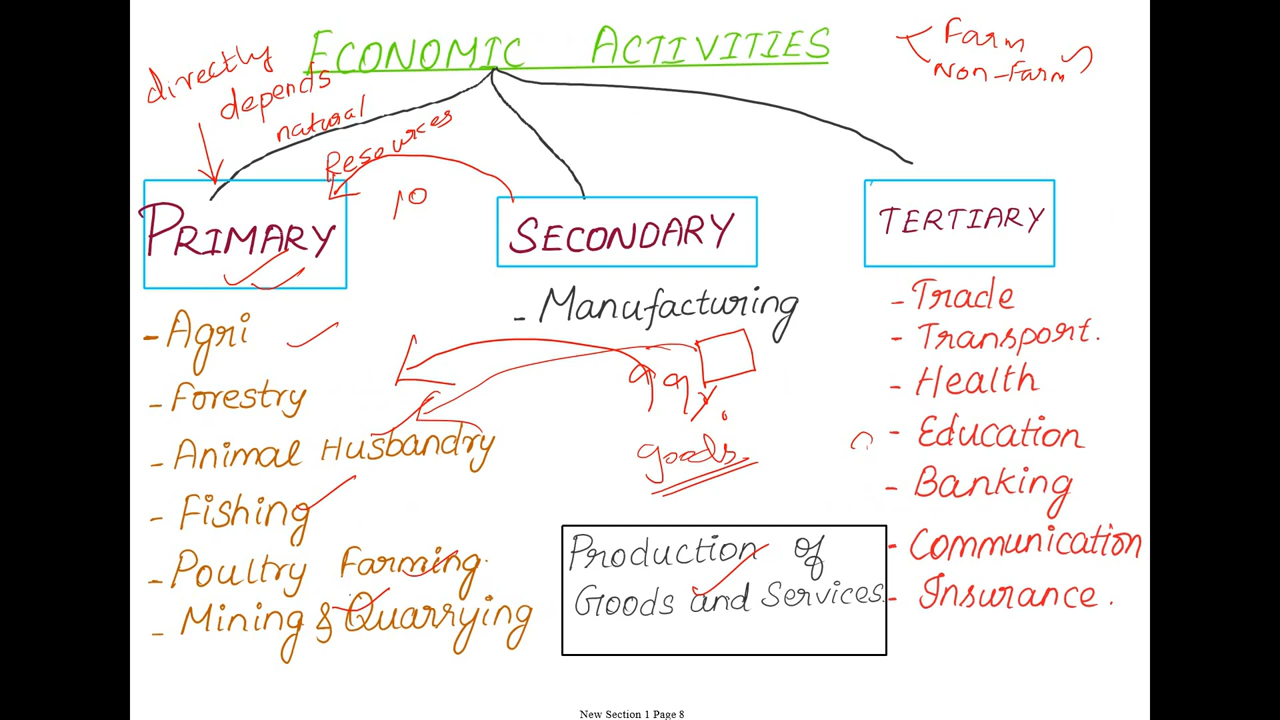 ECONOMIC ACTIVITIES
Farm
Non-Farm
directly
depends
natural
Resources
10
PRIMARY
SECONDARY
TERTIARY
- Agri
- Forestry
- Animal Husbandry
- Fishing
- Poultry Farming.
- Mining & Quarrying
- Manufacturing
goods
Production of
Goods and Services
- Trade
- Transport.
- Health
- Education
- Banking
- Communication
- Insurance.
New Section 1 Page 8